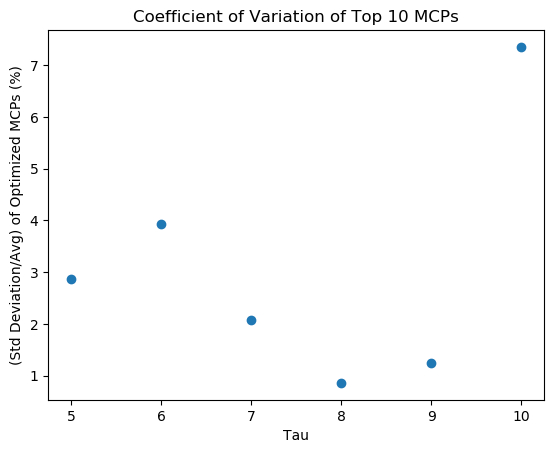 Coefficient of Variation of Top 10 MCPs
(Std Deviation/Avg) of Optimized MCPs (%)
7
6
5
4
3
2
1
5 6 7 8 9 10
Tau